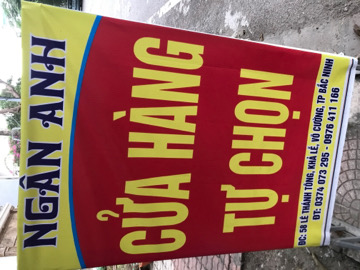 NGÂN ANH
CỬA HÀNG
TỰ CHỌN
ĐC: 58 LÊ THÁNH TÔNG, KHẢ LỄ, VÕ CƯỜNG, TP BẮC NINH
ĐT: 0374 073 295 - 0976 411 166